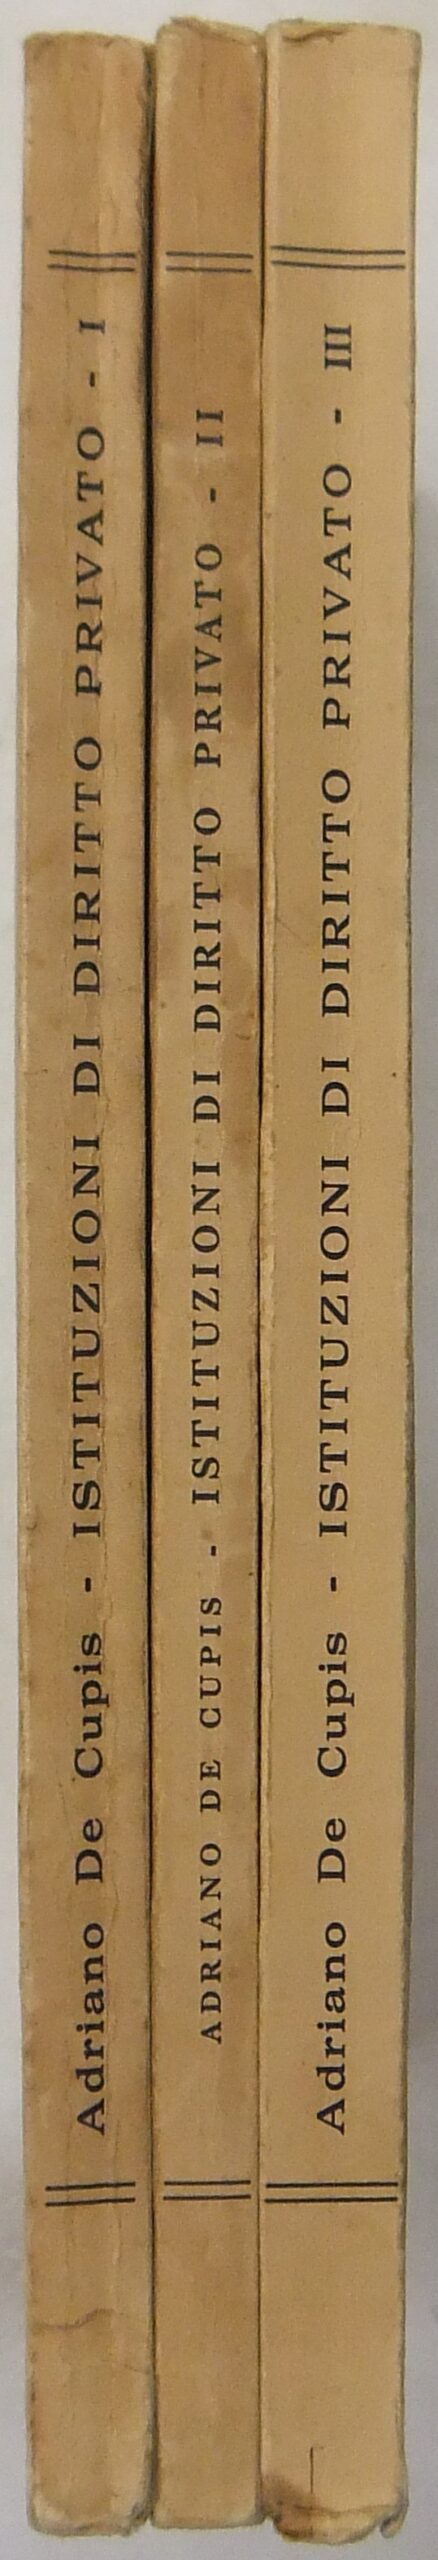 Adriano De Cupis - ISTITUZIONI DI DIRITTO PRIVATO - I
ADRIANO DE CUPIS - ISTITUZIONI DI DIRITTO PRIVATO - II
Adriano De Cupis - ISTITUZIONI DI DIRITTO PRIVATO - III